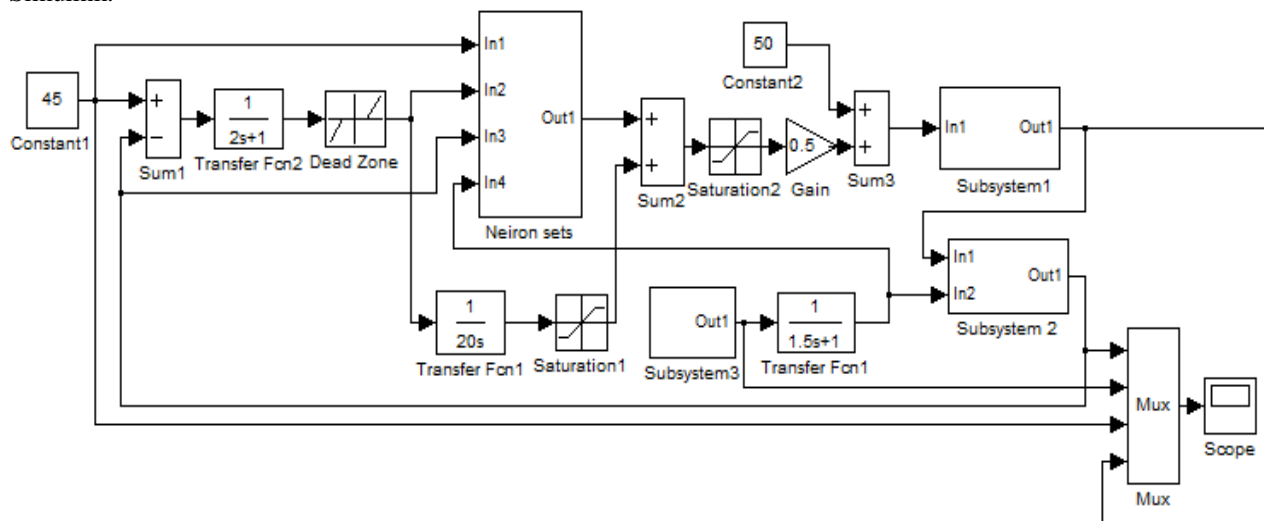 Simulink.
45
Constant1
+
−
Sum1
1
2s+1
Transfer Fcn2
Dead Zone
In1
In2
In3
In4
Out1
Neiron sets
1
20s
Transfer Fcn1
Saturation1
+
+
Sum2
Saturation2
0.5
Gain
50
Constant2
+
+
Sum3
In1
Out1
Subsystem1
In1
In2
Out1
Subsystem 2
Out1
Subsystem3
1
1.5s+1
Transfer Fcn1
Mux
Mux
Scope